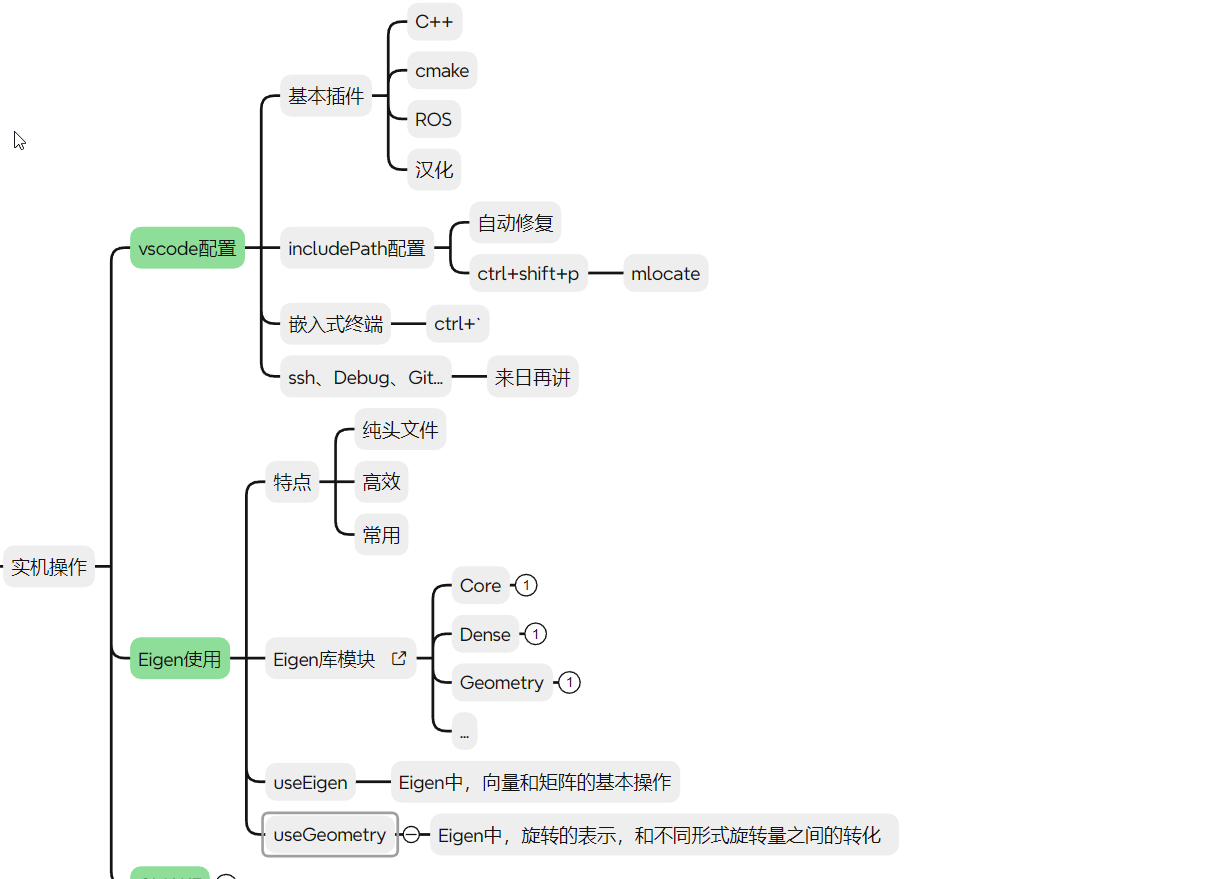 实机操作
vscode配置
基本插件
C++
cmake
ROS
汉化
includePath配置
自动修复
ctrl+shift+p
mlocate
嵌入式终端
ctrl+`
ssh、Debug、Git...
来日再讲
Eigen使用
特点
纯头文件
高效
常用
Eigen库模块
Core
1
Dense
1
Geometry
1
...
useEigen
Eigen中，向量和矩阵的基本操作
useGeometry
Eigen中，旋转的表示，和不同形式旋转量之间的转化